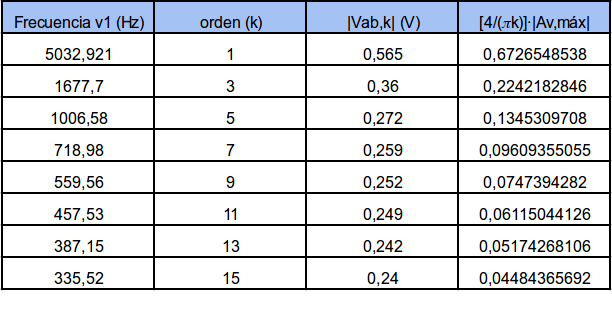 Frecuencia v1 (Hz) orden (k) |Vab,k| (V) [4/(πk)]·|Av,máx|
5032,921 1 0,565 0,6726548538
1677,7 3 0,36 0,2242182846
1006,58 5 0,272 0,1345309708
718,98 7 0,259 0,09609355055
559,56 9 0,252 0,0747394282
457,53 11 0,249 0,06115044126
387,15 13 0,242 0,05174268106
335,52 15 0,24 0,04484365692